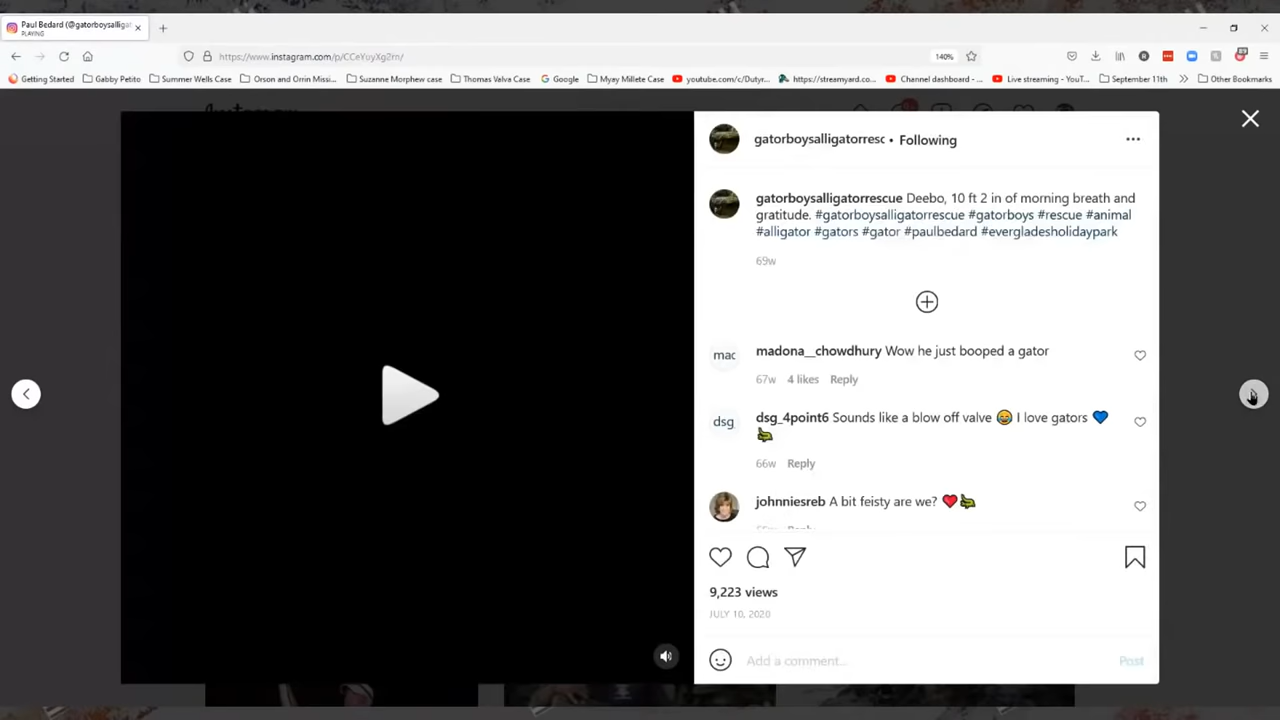 Paul Bedard (@gatorboysalligat
PLAYING
https://www.instagram.com/p/CCeYuyXg2rn/
140%
Getting Started
Gabby Petito
Summer Wells Case
Orson and Orrin Missi...
Suzanne Morphew case
Thomas Valva Case
Google
Myay Millete Case
youtube.com/c/Dutyr...
https://streamyard.co...
Channel dashboard - ...
Live streaming - YouT...
September 11th
Other Bookmarks
gatorboysalligatorresc • Following
gatorboysalligatorrescue Deebo, 10 ft 2 in of morning breath and
gratitude. #gatorboysalligatorrescue #gatorboys #rescue #animal
#alligator #gators #gator #paulbedard #evergladesholidaypark
69w
mac
madona__chowdhury Wow he just booped a gator
67w 4 likes Reply
dsg_
dsg_4point6 Sounds like a blow off valve 😂 I love gators 💙
🐊
66w Reply
johnniesreb A bit feisty are we? ❤️🐊
Reply
9,223 views
JULY 10, 2020
Add a comment...
Post